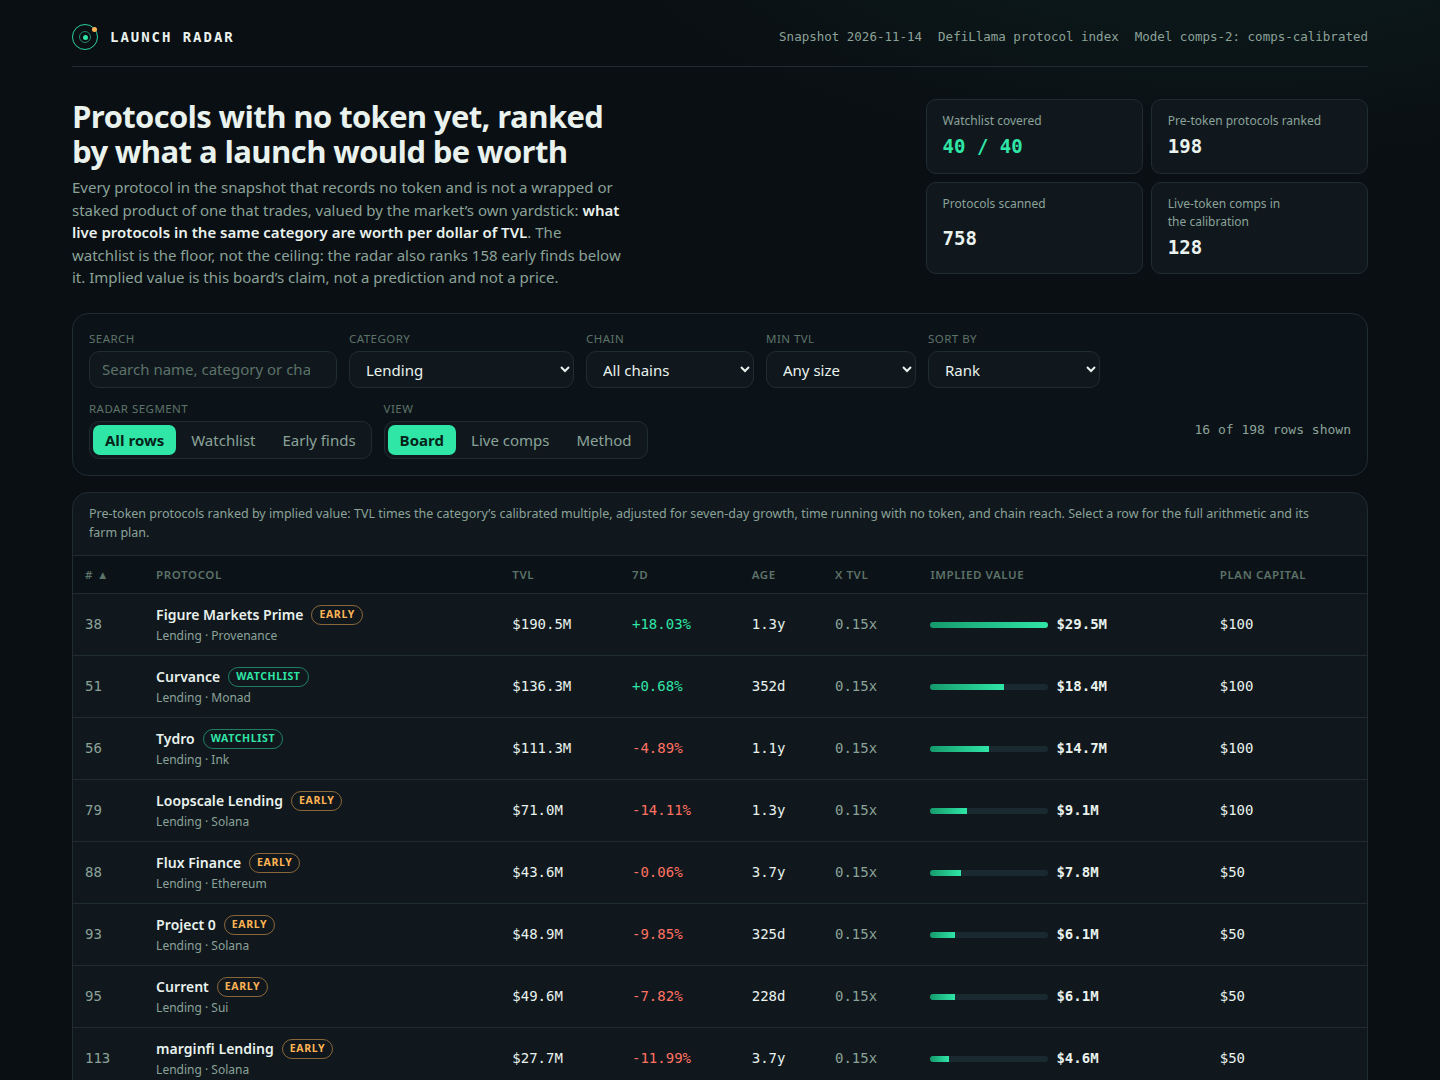 LAUNCH RADAR
Snapshot 2026-11-14 DefiLlama protocol index Model comps-2: comps-calibrated
Protocols with no token yet, ranked
by what a launch would be worth
Every protocol in the snapshot that records no token and is not a wrapped or
staked product of one that trades, valued by the market's own yardstick: what
live protocols in the same category are worth per dollar of TVL. The
watchlist is the floor, not the ceiling: the radar also ranks 158 early finds below
it. Implied value is this board's claim, not a prediction and not a price.
Watchlist covered
40 / 40
Pre-token protocols ranked
198
Protocols scanned
758
Live-token comps in
the calibration
128
SEARCH
Search name, category or cha
CATEGORY
Lending
CHAIN
All chains
MIN TVL
Any size
SORT BY
Rank
RADAR SEGMENT
All rows Watchlist Early finds
VIEW
Board Live comps Method
16 of 198 rows shown
Pre-token protocols ranked by implied value: TVL times the category's calibrated multiple, adjusted for seven-day growth, time running with no token, and chain reach. Select a row for the full arithmetic and its
farm plan.
# ▲ PROTOCOL TVL 7D AGE X TVL IMPLIED VALUE PLAN CAPITAL
38 Figure Markets Prime EARLY $190.5M +18.03% 1.3y 0.15x $29.5M $100
Lending · Provenance
51 Curvance WATCHLIST $136.3M +0.68% 352d 0.15x $18.4M $100
Lending · Monad
56 Tydro WATCHLIST $111.3M -4.89% 1.1y 0.15x $14.7M $100
Lending · Ink
79 Loopscale Lending EARLY $71.0M -14.11% 1.3y 0.15x $9.1M $100
Lending · Solana
88 Flux Finance EARLY $43.6M -0.06% 3.7y 0.15x $7.8M $50
Lending · Ethereum
93 Project 0 EARLY $48.9M -9.85% 325d 0.15x $6.1M $50
Lending · Solana
95 Current EARLY $49.6M -7.82% 228d 0.15x $6.1M $50
Lending · Sui
113 marginfi Lending EARLY $27.7M -11.99% 3.7y 0.15x $4.6M $50
Lending · Solana